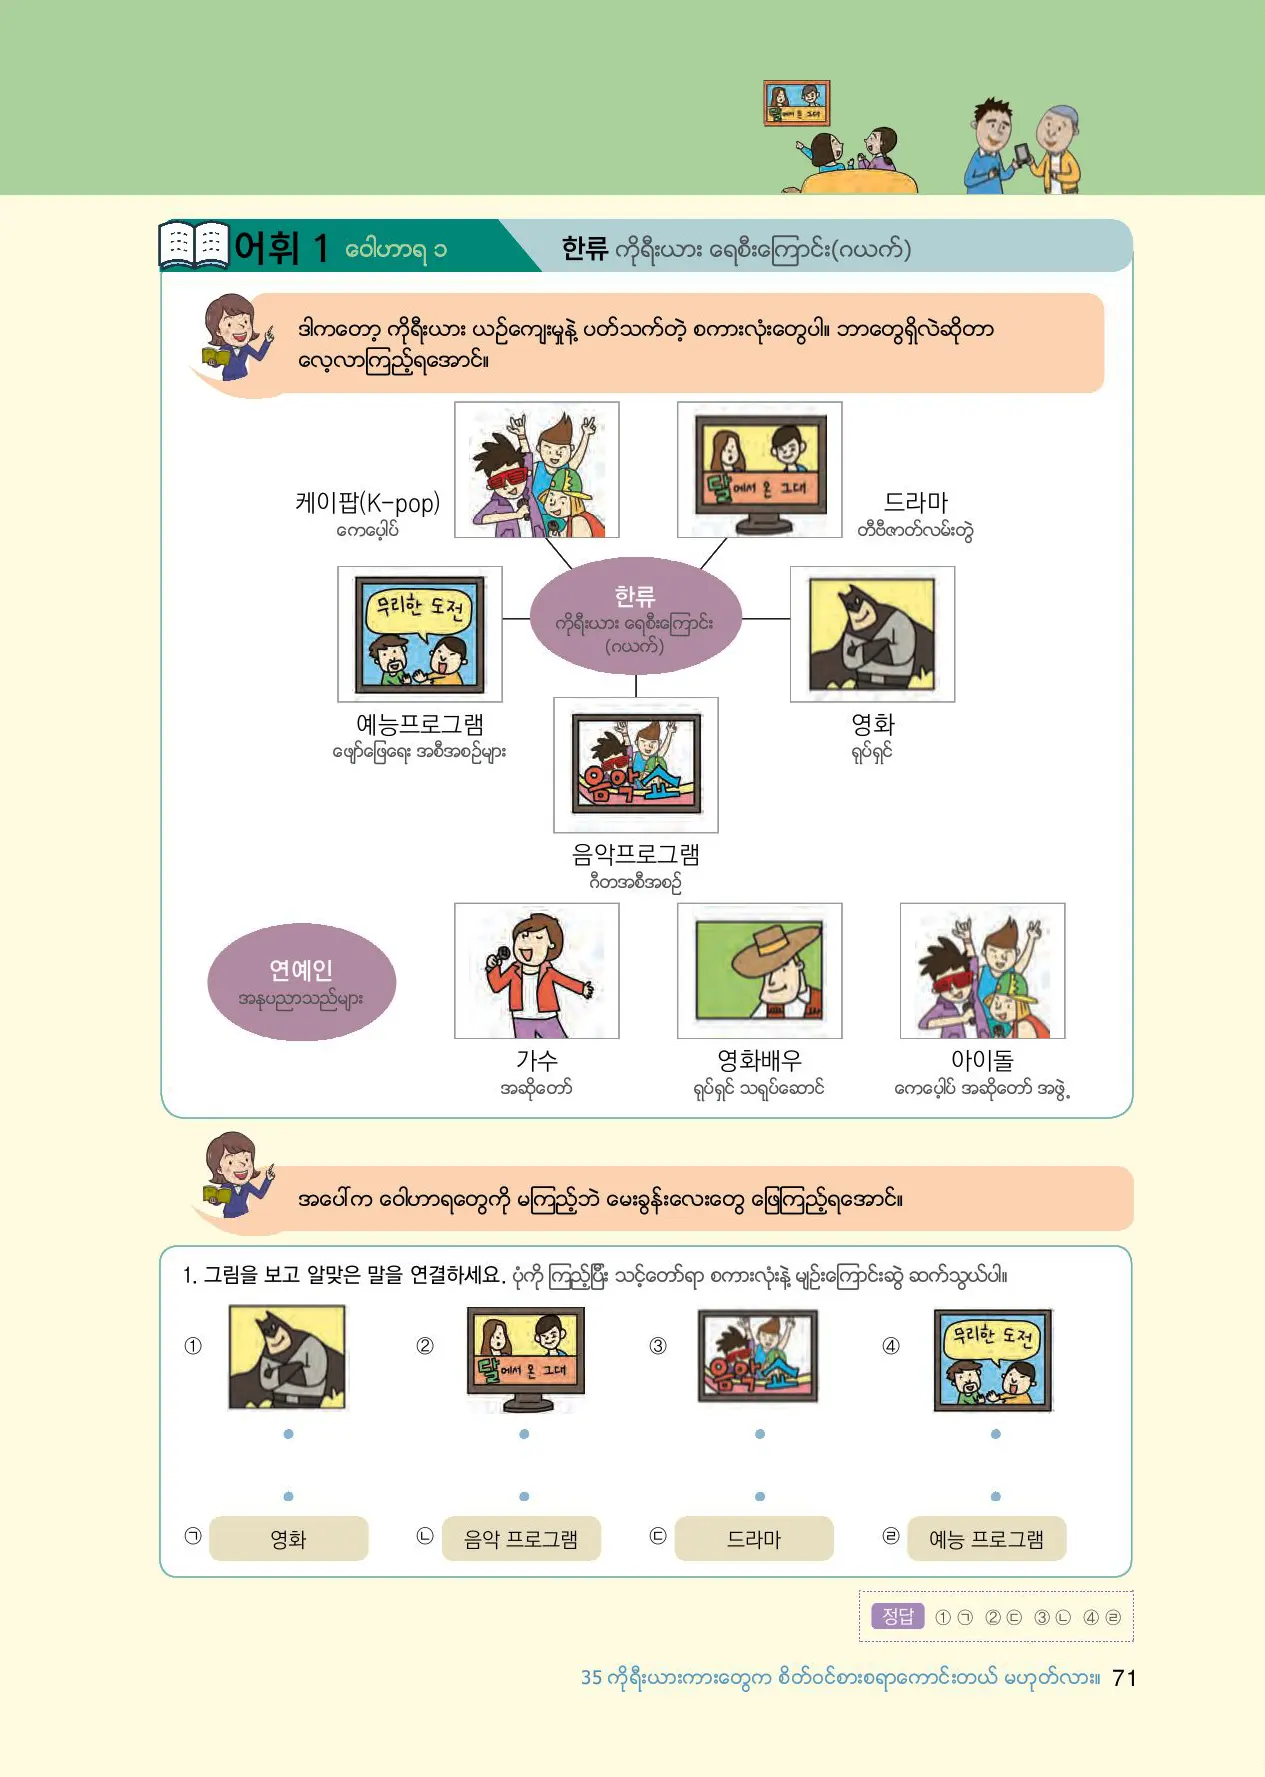 달에서 온 그대
어휘 1 ဝေါဟာရ ၁
한류 ကိုရီးယား ရေစီးကြောင်း(ဂယက်)
ဒါကတော့ ကိုရီးယား ယဉ်ကျေးမှုနဲ့ ပတ်သက်တဲ့ စကားလုံးတွေပါ။ ဘာတွေရှိလဲဆိုတာ
လေ့လာကြည့်ရအောင်။
달에서 온 그대
케이팝(K-pop)
ကေပေ့ါပ်
드라마
တီဗီဇာတ်လမ်းတွဲ
무리한 도전
한류
ကိုရီးယား ရေစီးကြောင်း
(ဂယက်)
예능프로그램
ဖျော်ဖြေရေး အစီအစဉ်များ
영화
ရုပ်ရှင်
음악쇼
음악프로그램
ဂီတအစီအစဉ်
연예인
အနုပညာသည်များ
가수
အဆိုတော်
영화배우
ရုပ်ရှင် သရုပ်ဆောင်
아이돌
ကေပေ့ါပ် အဆိုတော် အဖွဲ့
အပေါ်က ဝေါဟာရတွေကို မကြည့်ဘဲ မေးခွန်းလေးတွေ ဖြေကြည့်ရအောင်။
1. 그림을 보고 알맞은 말을 연결하세요. ပုံကို ကြည့်ပြီး သင့်တော်ရာ စကားလုံးနဲ့ မျဉ်းကြောင်းဆွဲ ဆက်သွယ်ပါ။
①
② 달에서 온 그대
③ 음악쇼
④ 무리한 도전
㉠ 영화
㉡ 음악 프로그램
㉢ 드라마
㉣ 예능 프로그램
정답 ① ㉠ ② ㉢ ③ ㉡ ④ ㉣
35 ကိုရီးယားကားတွေက စိတ်ဝင်စားစရာကောင်းတယ် မဟုတ်လား။ 71